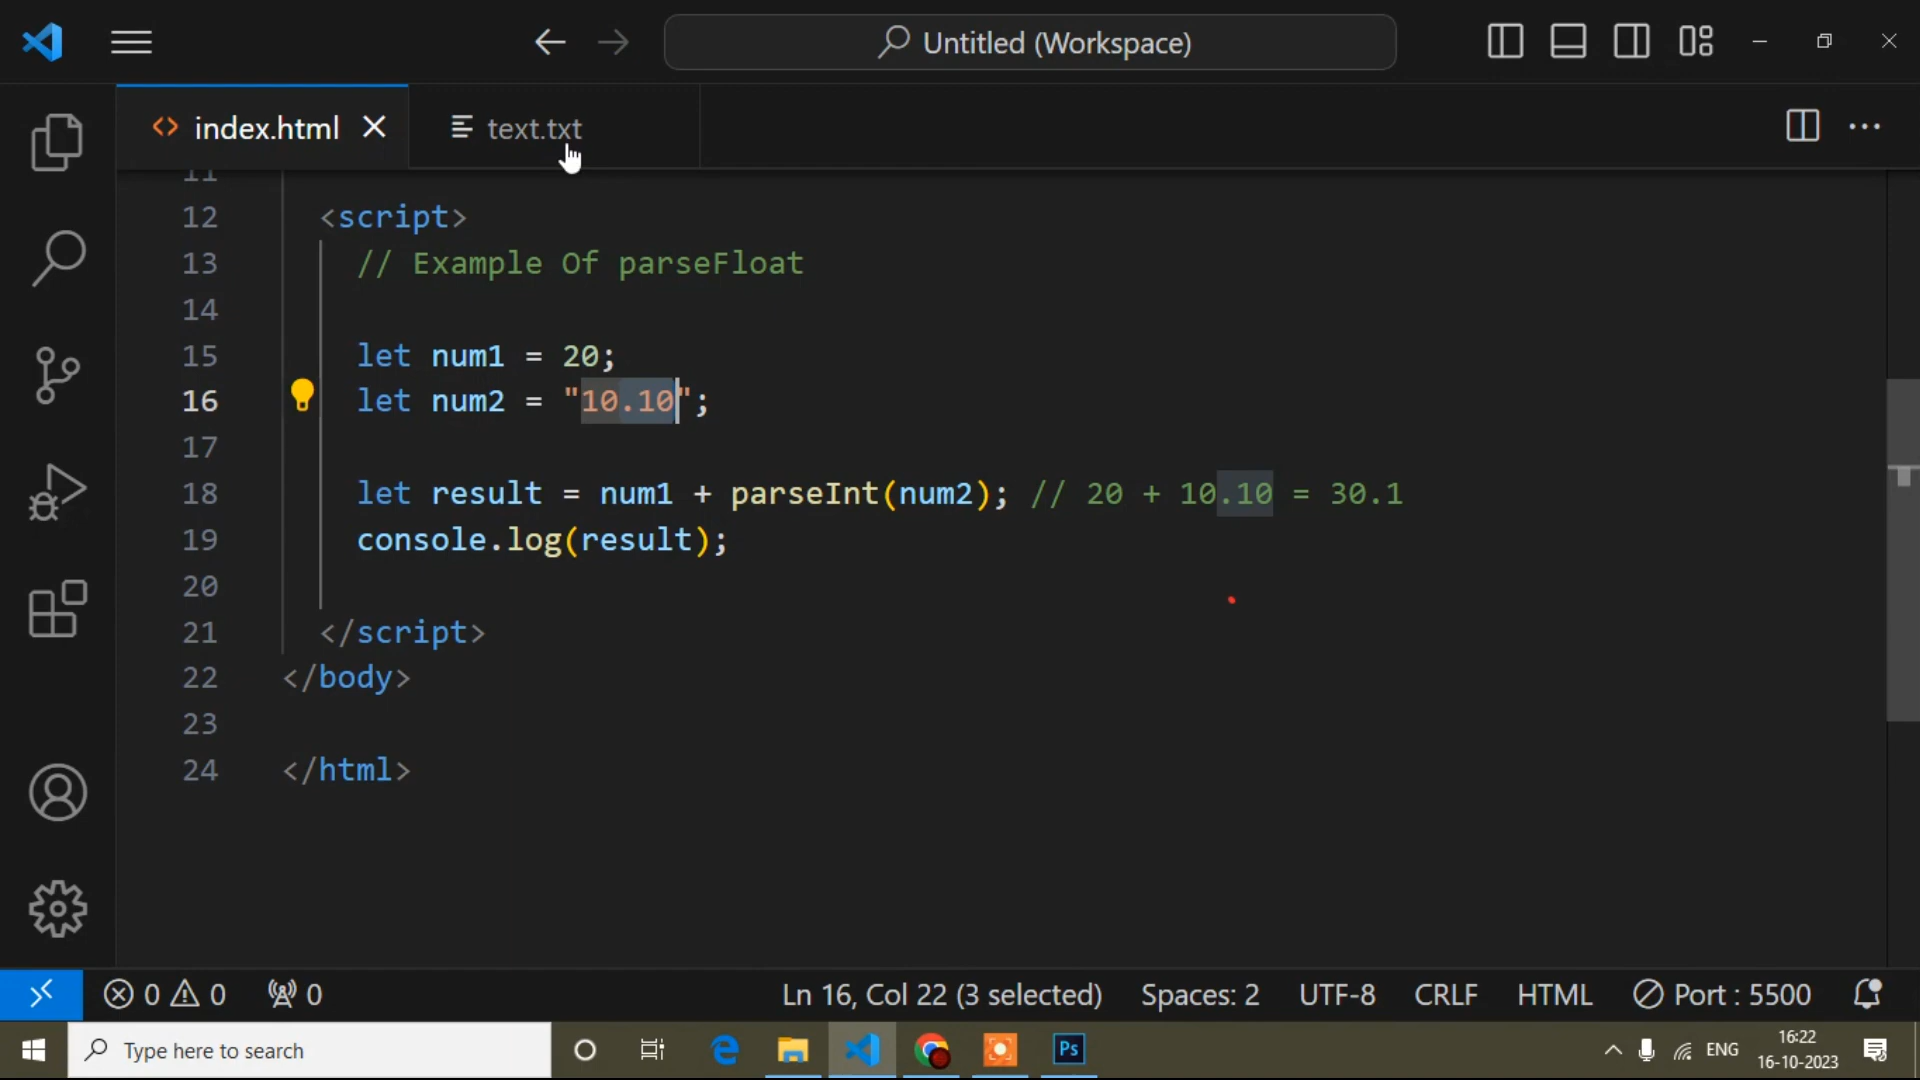 Untitled (Workspace)
index.html
text.txt
11
12 <script>
13 // Example Of parseFloat
14
15 let num1 = 20;
16 let num2 = "10.10";
17
18 let result = num1 + parseInt(num2); // 20 + 10.10 = 30.1
19 console.log(result);
20
21 </script>
22 </body>
23
24 </html>
0 0 0 Ln 16, Col 22 (3 selected) Spaces: 2 UTF-8 CRLF HTML Port : 5500
Type here to search Ps ENG 16:22
16-10-2023